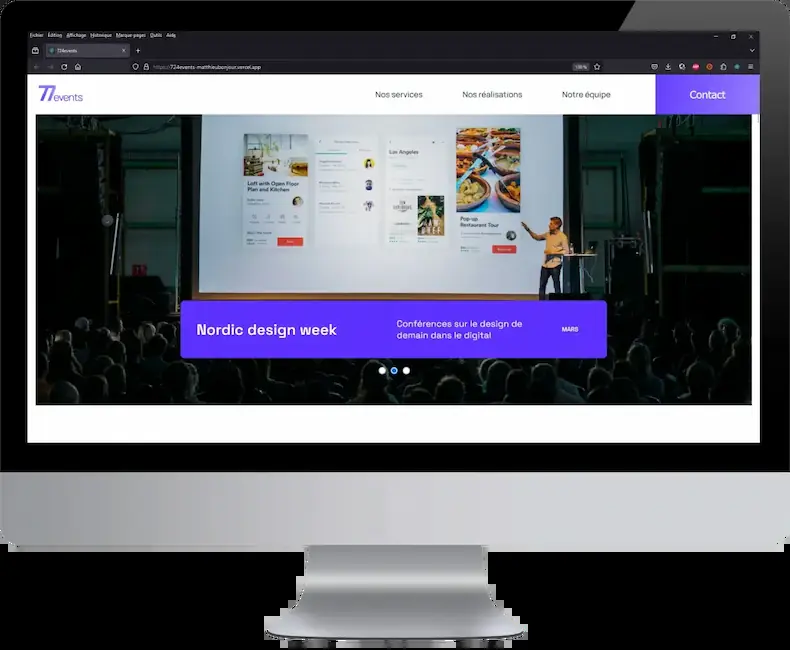 Fichier Édition Affichage Historique Marque-pages Outils Aide
724events
https://724events-matthieubonjour.vercel.app
77events
Nos services
Nos réalisations
Notre équipe
Contact
Loft with Open Floor
Plan and Kitchen
Los Angeles
Pop-up
Restaurant Tour
Nordic design week
Conférences sur le design de
demain dans le digital
MARS